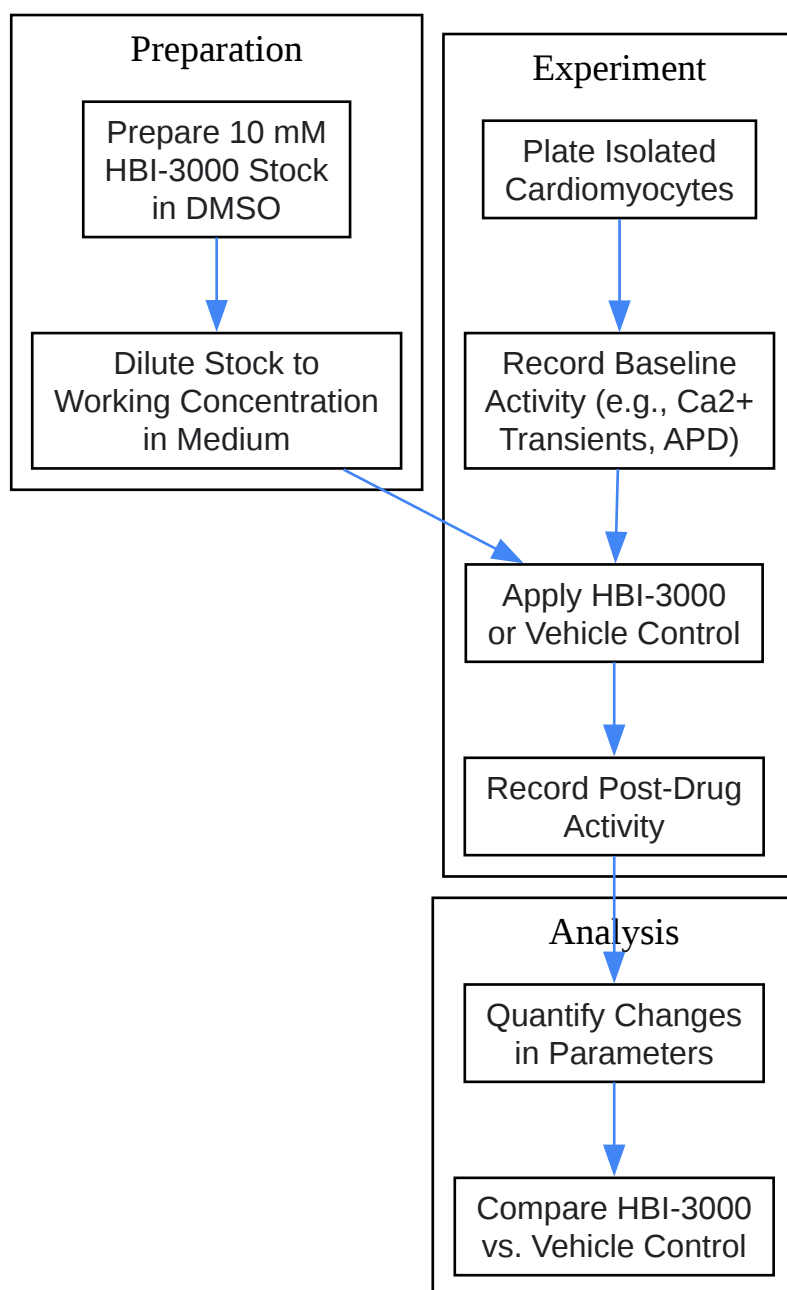 Preparation
Prepare 10 mM
HBI-3000 Stock
in DMSO
Dilute Stock to
Working Concentration
in Medium
Experiment
Plate Isolated
Cardiomyocytes
Record Baseline
Activity (e.g., Ca2+
Transients, APD)
Apply HBI-3000
or Vehicle Control
Record Post-Drug
Activity
Analysis
Quantify Changes
in Parameters
Compare HBI-3000
vs. Vehicle Control